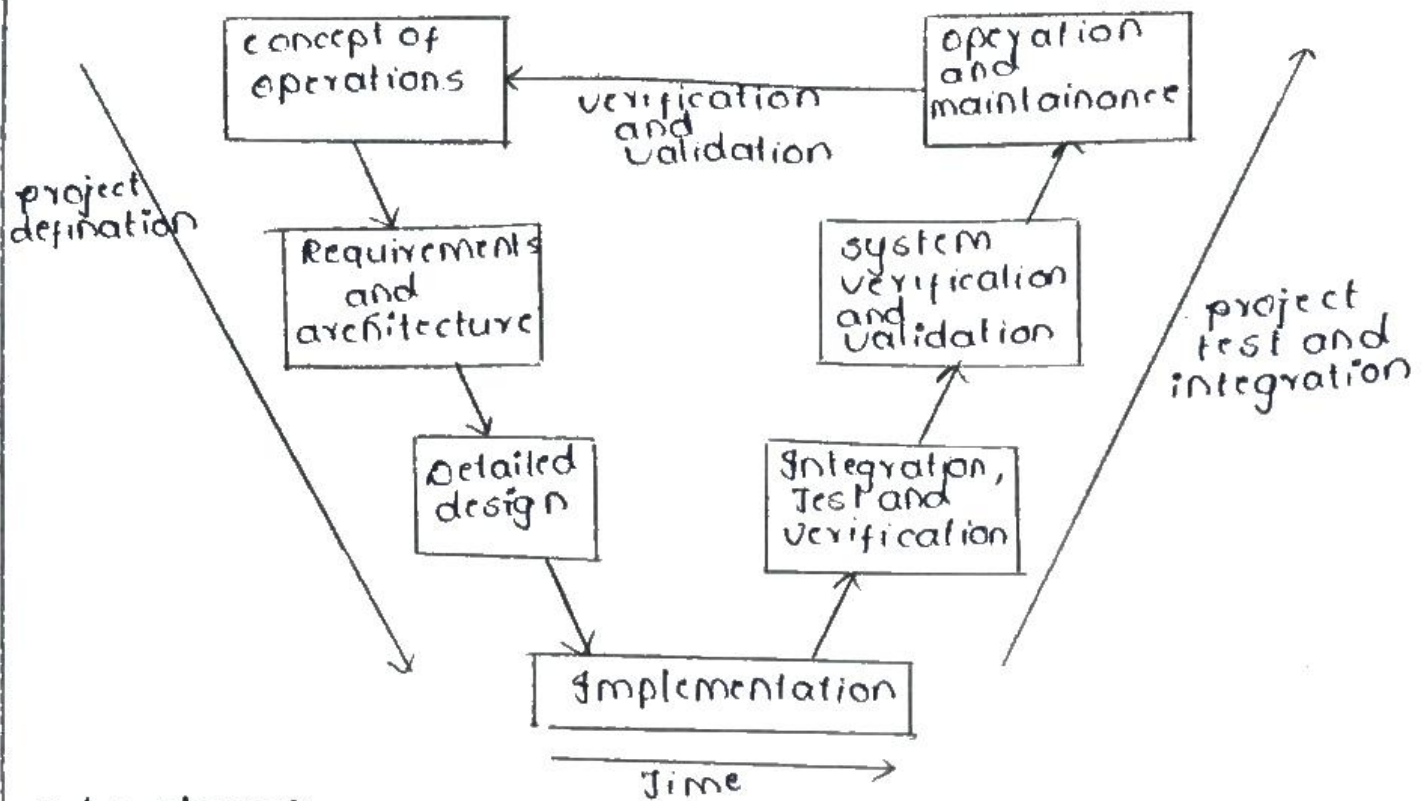 concept of
operations
operation
and
maintainance
verification
and
validation
project
defination
Requirements
and
architecture
system
verification
and
validation
project
test and
integration
Detailed
design
Integration,
Test and
verification
Implementation
Time